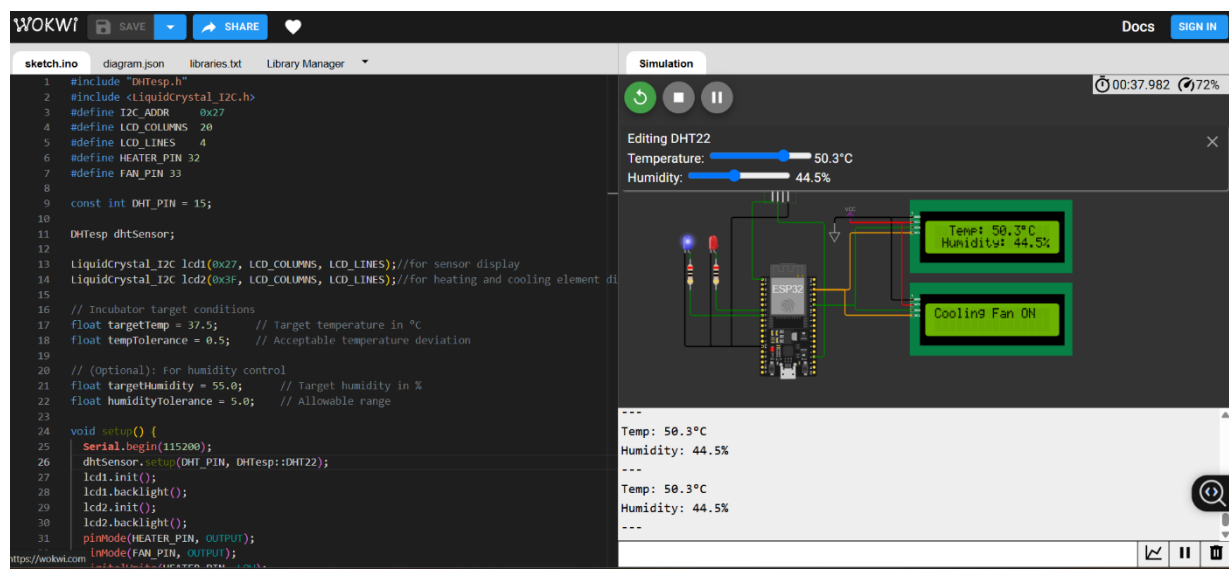 WOKWI SAVE SHARE Docs SIGN IN
sketch.ino diagram.json libraries.txt Library Manager
1 #include "DHTesp.h"
2 #include <LiquidCrystal_I2C.h>
3 #define I2C_ADDR 0x27
4 #define LCD_COLUMNS 20
5 #define LCD_LINES 4
6 #define HEATER_PIN 32
7 #define FAN_PIN 33
8
9 const int DHT_PIN = 15;
10
11 DHTesp dhtSensor;
12
13 LiquidCrystal_I2C lcd1(0x27, LCD_COLUMNS, LCD_LINES);//for sensor display
14 LiquidCrystal_I2C lcd2(0x3F, LCD_COLUMNS, LCD_LINES);//for heating and cooling element di
15
16 // Incubator target conditions
17 float targetTemp = 37.5; // Target temperature in °C
18 float tempTolerance = 0.5; // Acceptable temperature deviation
19
20 // (Optional): For humidity control
21 float targetHumidity = 55.0; // Target humidity in %
22 float humidityTolerance = 5.0; // Allowable range
23
24 void setup() {
25 Serial.begin(115200);
26 dhtSensor.setup(DHT_PIN, DHTesp::DHT22);
27 lcd1.init();
28 lcd1.backlight();
29 lcd2.init();
30 lcd2.backlight();
31 pinMode(HEATER_PIN, OUTPUT);
inMode(FAN_PIN, OUTPUT);
ttps://wokwi.com
Simulation
00:37.982 72%
Editing DHT22
Temperature: 50.3°C
Humidity: 44.5%
VCC
Temp: 50.3°C
Humidity: 44.5%
ESP32
Cooling Fan ON
---
Temp: 50.3°C
Humidity: 44.5%
---
Temp: 50.3°C
Humidity: 44.5%
---